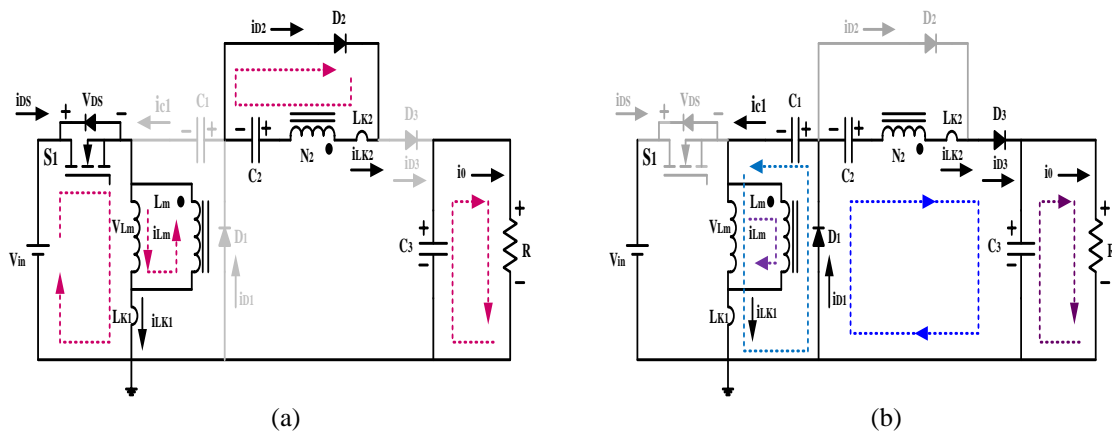 iD2
D2
iDS
+
VDS
−
ic1
C1
−
+
LK2
D3
S1
−
+
C2
N2
iLK2
iD3
i0
Lm
VLm
iLm
D1
+
C3
−
+
R
−
Vin
LK1
iLK1
iD1
(a)
iD2
D2
iDS
+
VDS
−
ic1
C1
−
+
LK2
D3
S1
−
+
C2
N2
iLK2
iD3
i0
Lm
VLm
iLm
D1
+
C3
−
+
R
−
Vin
LK1
iLK1
iD1
(b)